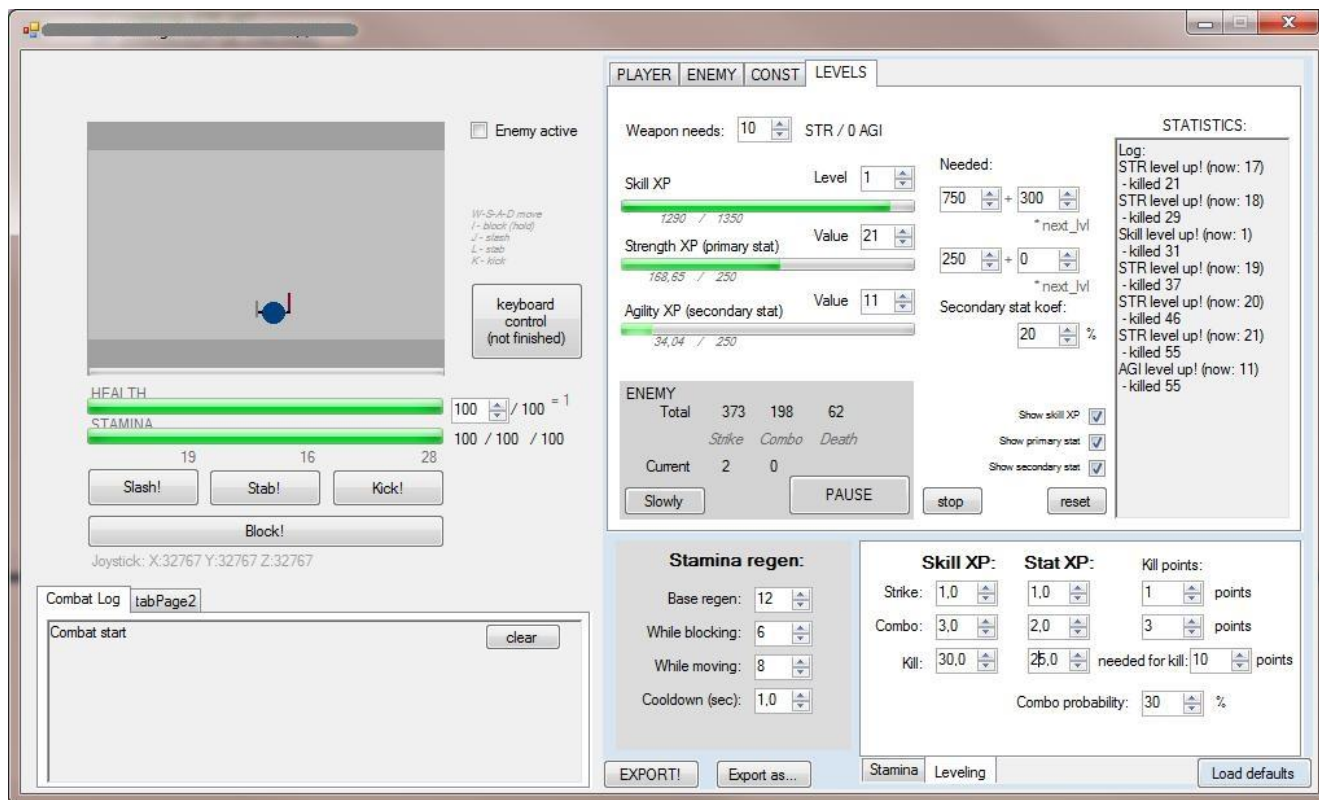 PLAYER ENEMY CONST LEVELS
Enemy active
W-S-A-D move
I - block (hold)
J - slash
L - stab
K - kick
keyboard
control
(not finished)
HEALTH
100 / 100 = 1
STAMINA
100 / 100 / 100
19 16 28
Slash! Stab! Kick!
Block!
Joystick: X:32767 Y:32767 Z:32767
Combat Log tabPage2
Combat start
clear
Weapon needs: 10 STR / 0 AGI
Skill XP Level 1
1290 / 1350
Strength XP (primary stat) Value 21
168,65 / 250
Agility XP (secondary stat) Value 11
34,04 / 250
Needed:
750 + 300
* next_lvl
250 + 0
* next_lvl
Secondary stat koef:
20 %
ENEMY
Total 373 198 62
Strike Combo Death
Current 2 0
Slowly PAUSE
Show skill XP
Show primary stat
Show secondary stat
stop reset
STATISTICS:
Log:
STR level up! (now: 17)
- killed 21
STR level up! (now: 18)
- killed 29
Skill level up! (now: 1)
- killed 31
STR level up! (now: 19)
- killed 37
STR level up! (now: 20)
- killed 46
STR level up! (now: 21)
- killed 55
AGI level up! (now: 11)
- killed 55
Stamina regen:
Base regen: 12
While blocking: 6
While moving: 8
Cooldown (sec): 1,0
Skill XP: Stat XP: Kill points:
Strike: 1,0 1,0 1 points
Combo: 3,0 2,0 3 points
Kill: 30,0 25,0 needed for kill: 10 points
Combo probability: 30 %
EXPORT! Export as...
Stamina Leveling
Load defaults